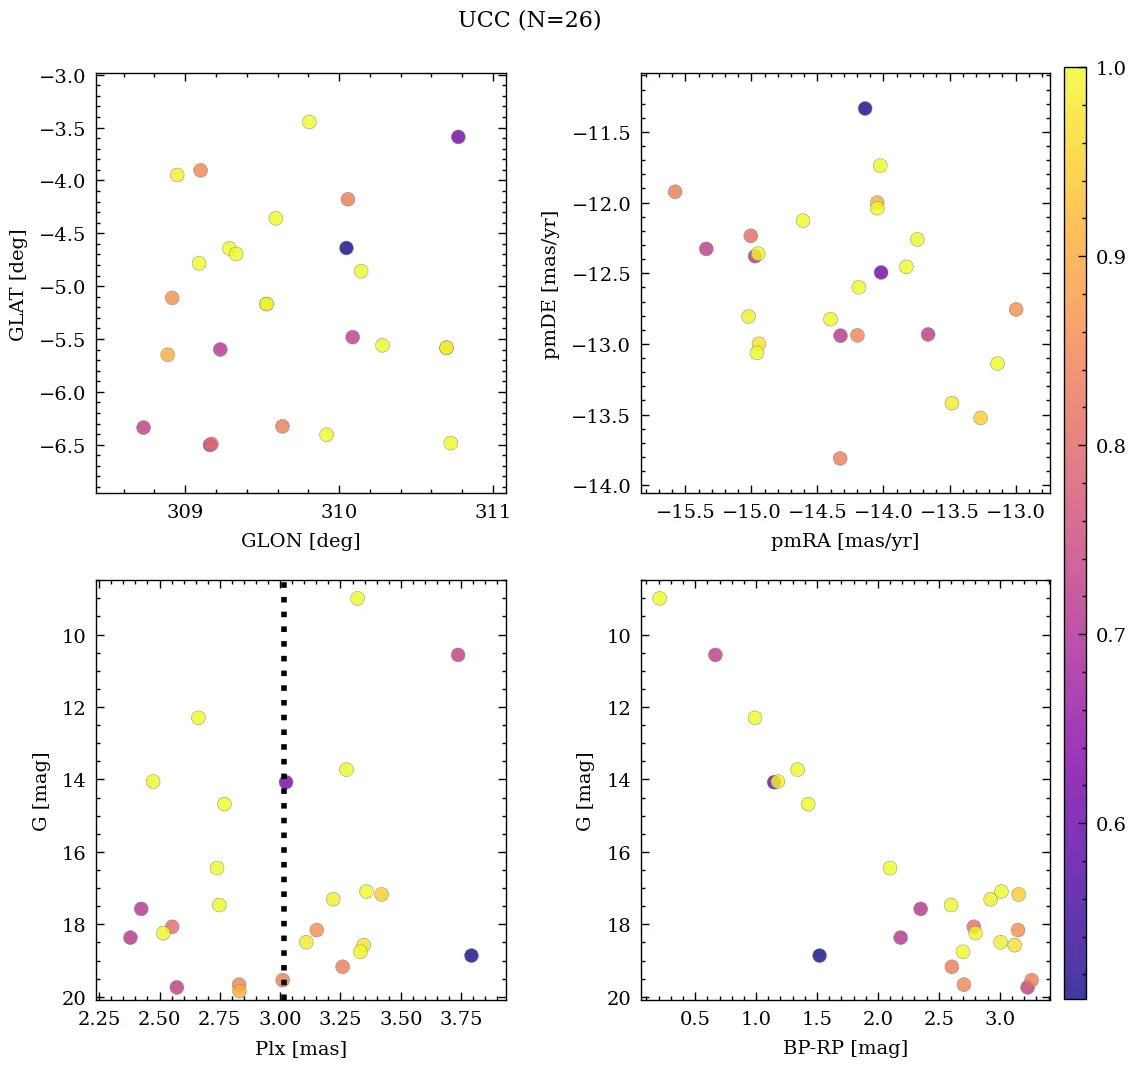 UCC (N=26)
−3.0
−3.5
−4.0
−4.5
−5.0
−5.5
−6.0
−6.5
GLAT [deg]
309 310 311
GLON [deg]
−11.5
−12.0
−12.5
−13.0
−13.5
−14.0
pmDE [mas/yr]
−15.5 −15.0 −14.5 −14.0 −13.5 −13.0
pmRA [mas/yr]
10
12
14
16
18
20
G [mag]
2.25 2.50 2.75 3.00 3.25 3.50 3.75
Plx [mas]
10
12
14
16
18
20
G [mag]
0.5 1.0 1.5 2.0 2.5 3.0
BP-RP [mag]
1.0
0.9
0.8
0.7
0.6